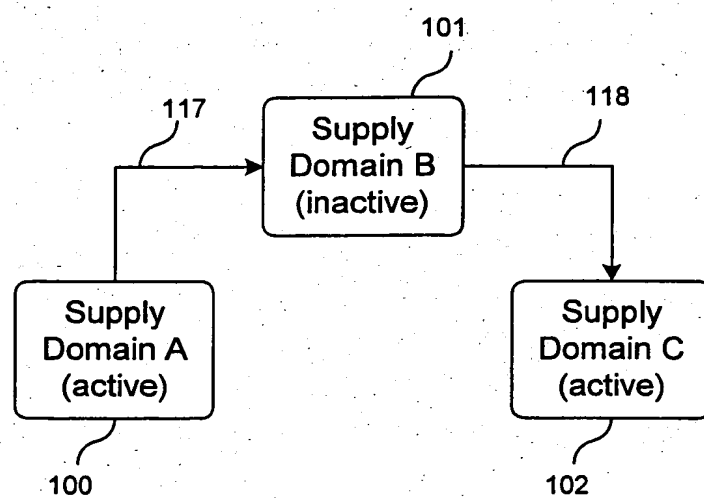 101
117
118
Supply
Domain B
(inactive)
Supply
Domain A
(active)
Supply
Domain C
(active)
100
102